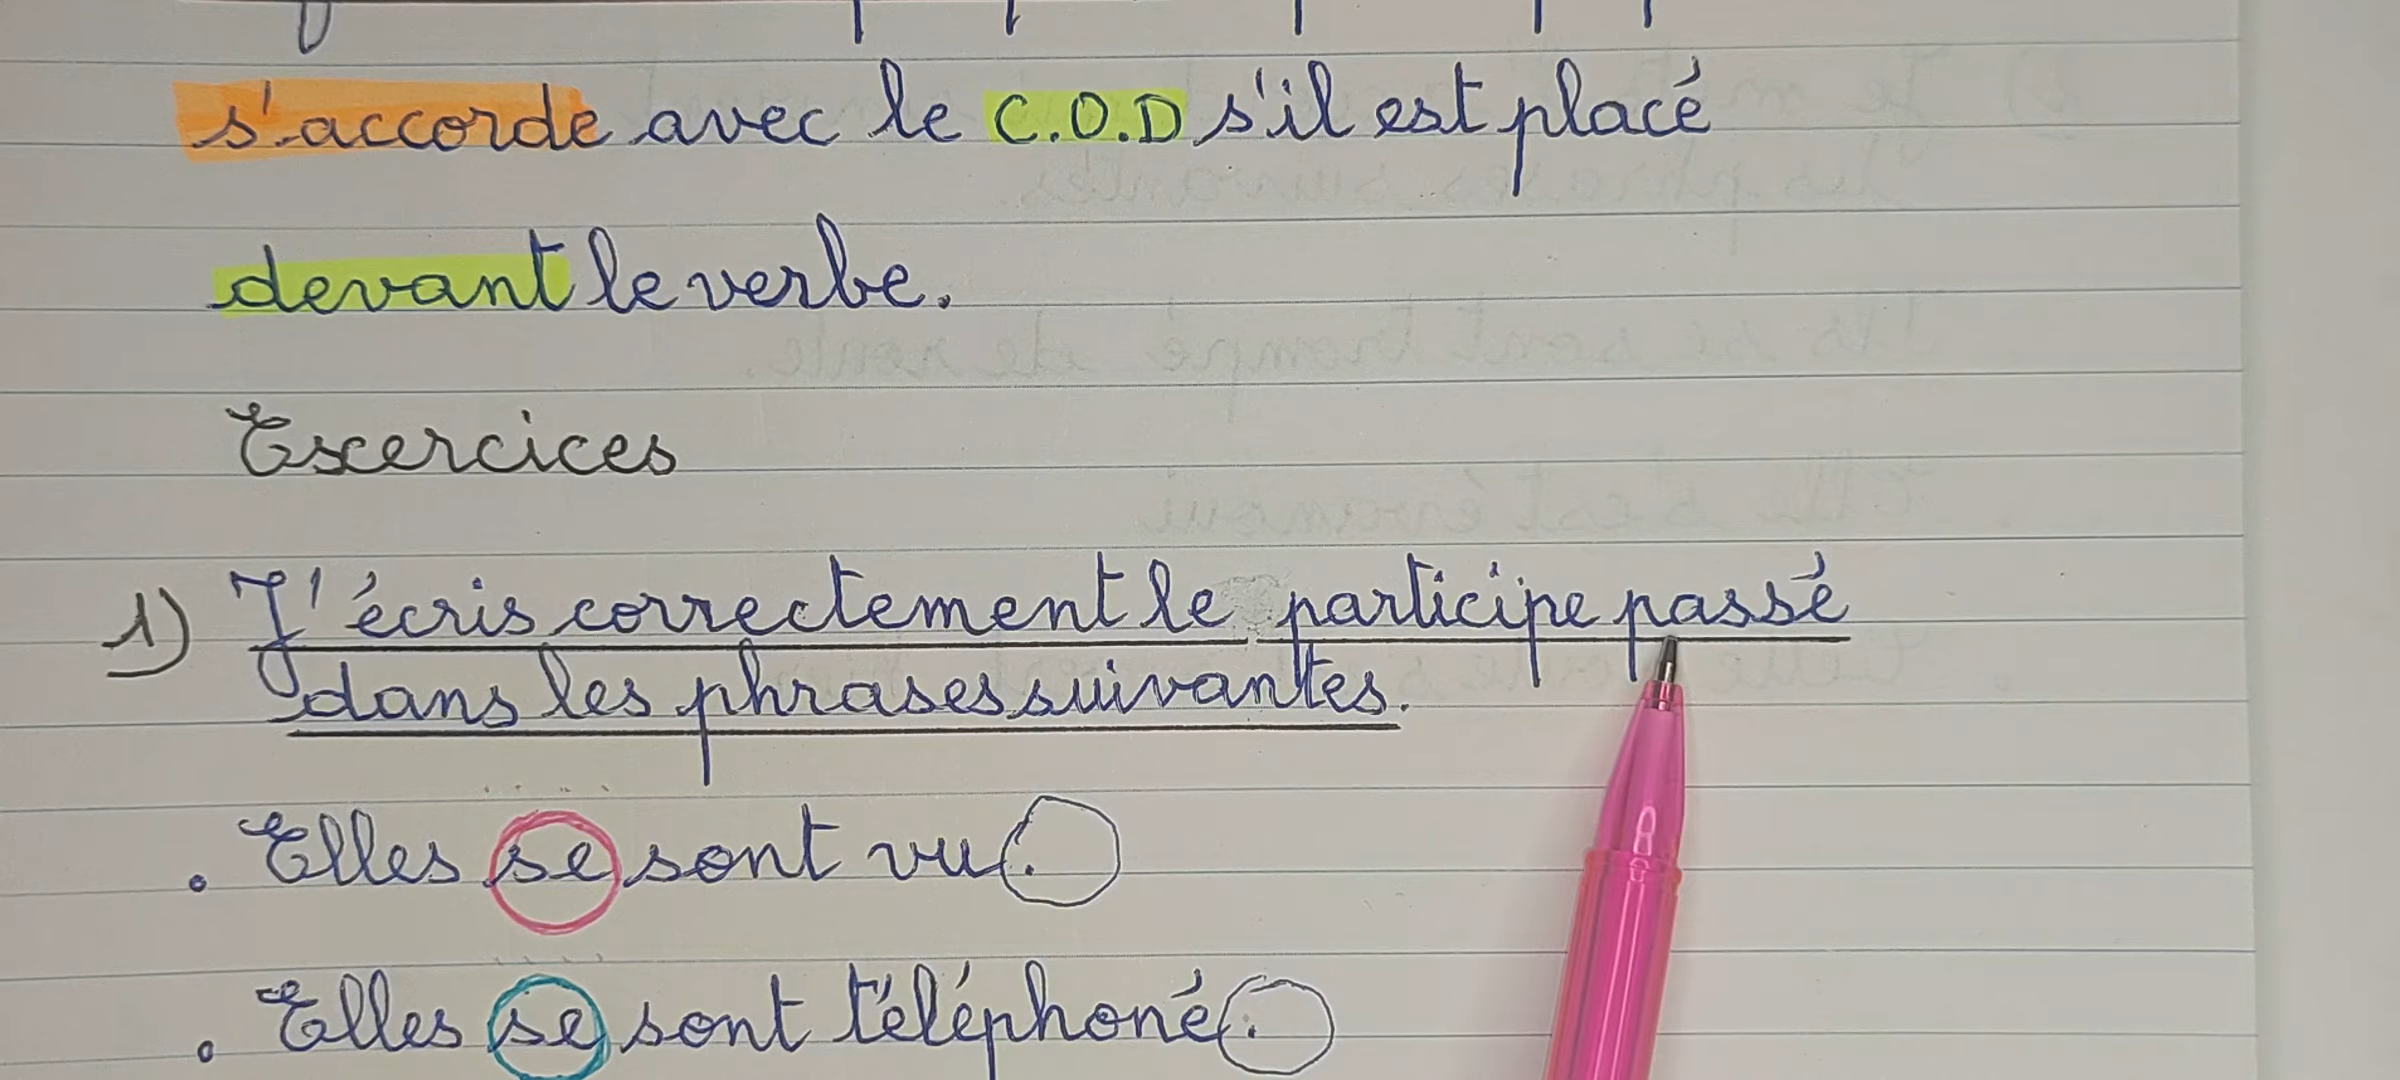 s'accorde avec le C.O.D s'il est placé
devant le verbe.
Exercices
1) J'écris correctement le participe passé
dans les phrases suivantes.
. Elles se sont vu.
. Elles se sont téléphoné.